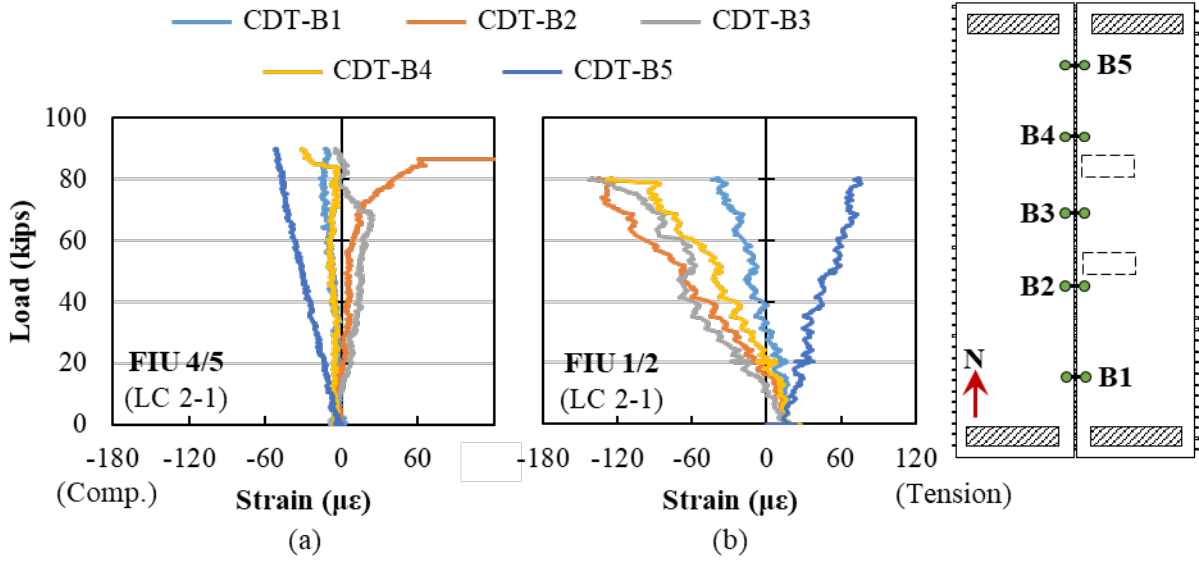 CDT-B1 CDT-B2 CDT-B3
CDT-B4 CDT-B5
Load (kips)
100
80
60
40
20
0
FIU 4/5
(LC 2-1)
-180 -120 -60 0 60
(Comp.)
Strain (με)
(a)
FIU 1/2
(LC 2-1)
-180 -120 -60 0 60 120
Strain (με)
(Tension)
(b)
B5
B4
B3
B2
B1
N